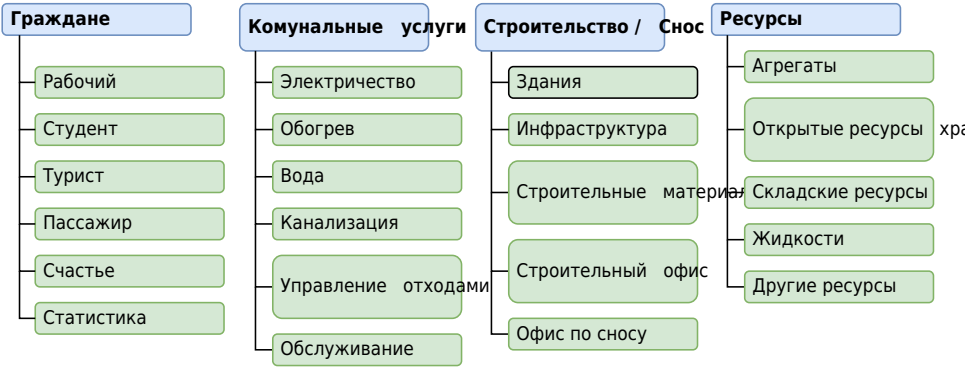 Граждане
Рабочий
Студент
Турист
Пассажир
Счастье
Статистика
Комунальные услуги
Электричество
Обогрев
Вода
Канализация
Управление отходами
Обслуживание
Строительство / Снос
Здания
Инфраструктура
Строительные
Строительный офис
Офис по сносу
Ресурсы
Агрегаты
Открытые ресурсы
Складские ресурсы
Жидкости
Другие ресурсы